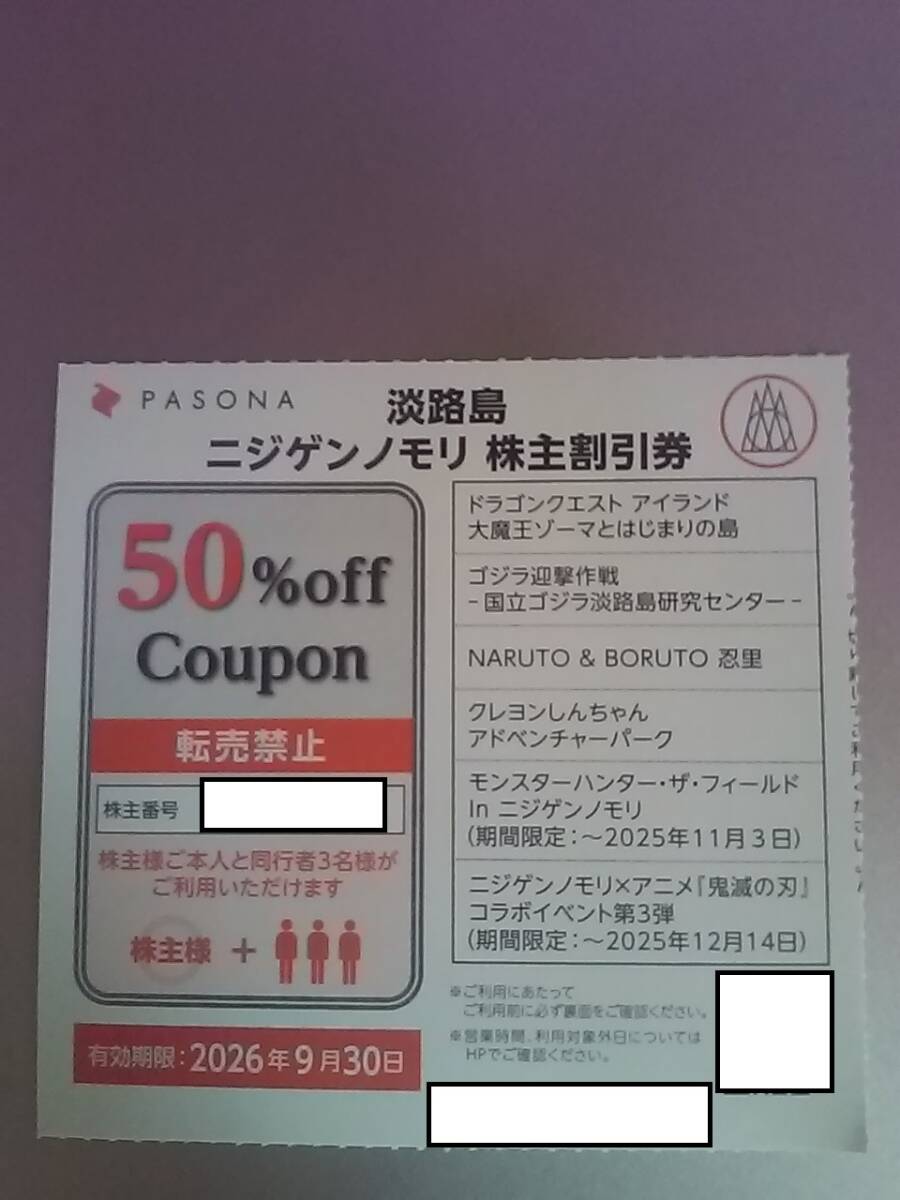 PASONA
淡路島
ニジゲンノモリ 株主割引券
50%off
Coupon
転売禁止
株主番号
株主様ご本人と同行者3名様が
ご利用いただけます
株主様 +
有効期限:2026年9月30日
ドラゴンクエスト アイランド
大魔王ゾーマとはじまりの島
ゴジラ迎撃作戦
-国立ゴジラ淡路島研究センター-
NARUTO & BORUTO 忍里
クレヨンしんちゃん
アドベンチャーパーク
モンスターハンター・ザ・フィールド
In ニジゲンノモリ
(期間限定:〜2025年11月3日)
ニジゲンノモリ×アニメ『鬼滅の刃』
コラボイベント第3弾
(期間限定:〜2025年12月14日)
※ご利用にあたって
ご利用前に必ず裏面をご確認ください。
※営業時間、利用対象外日については
HPでご確認ください。